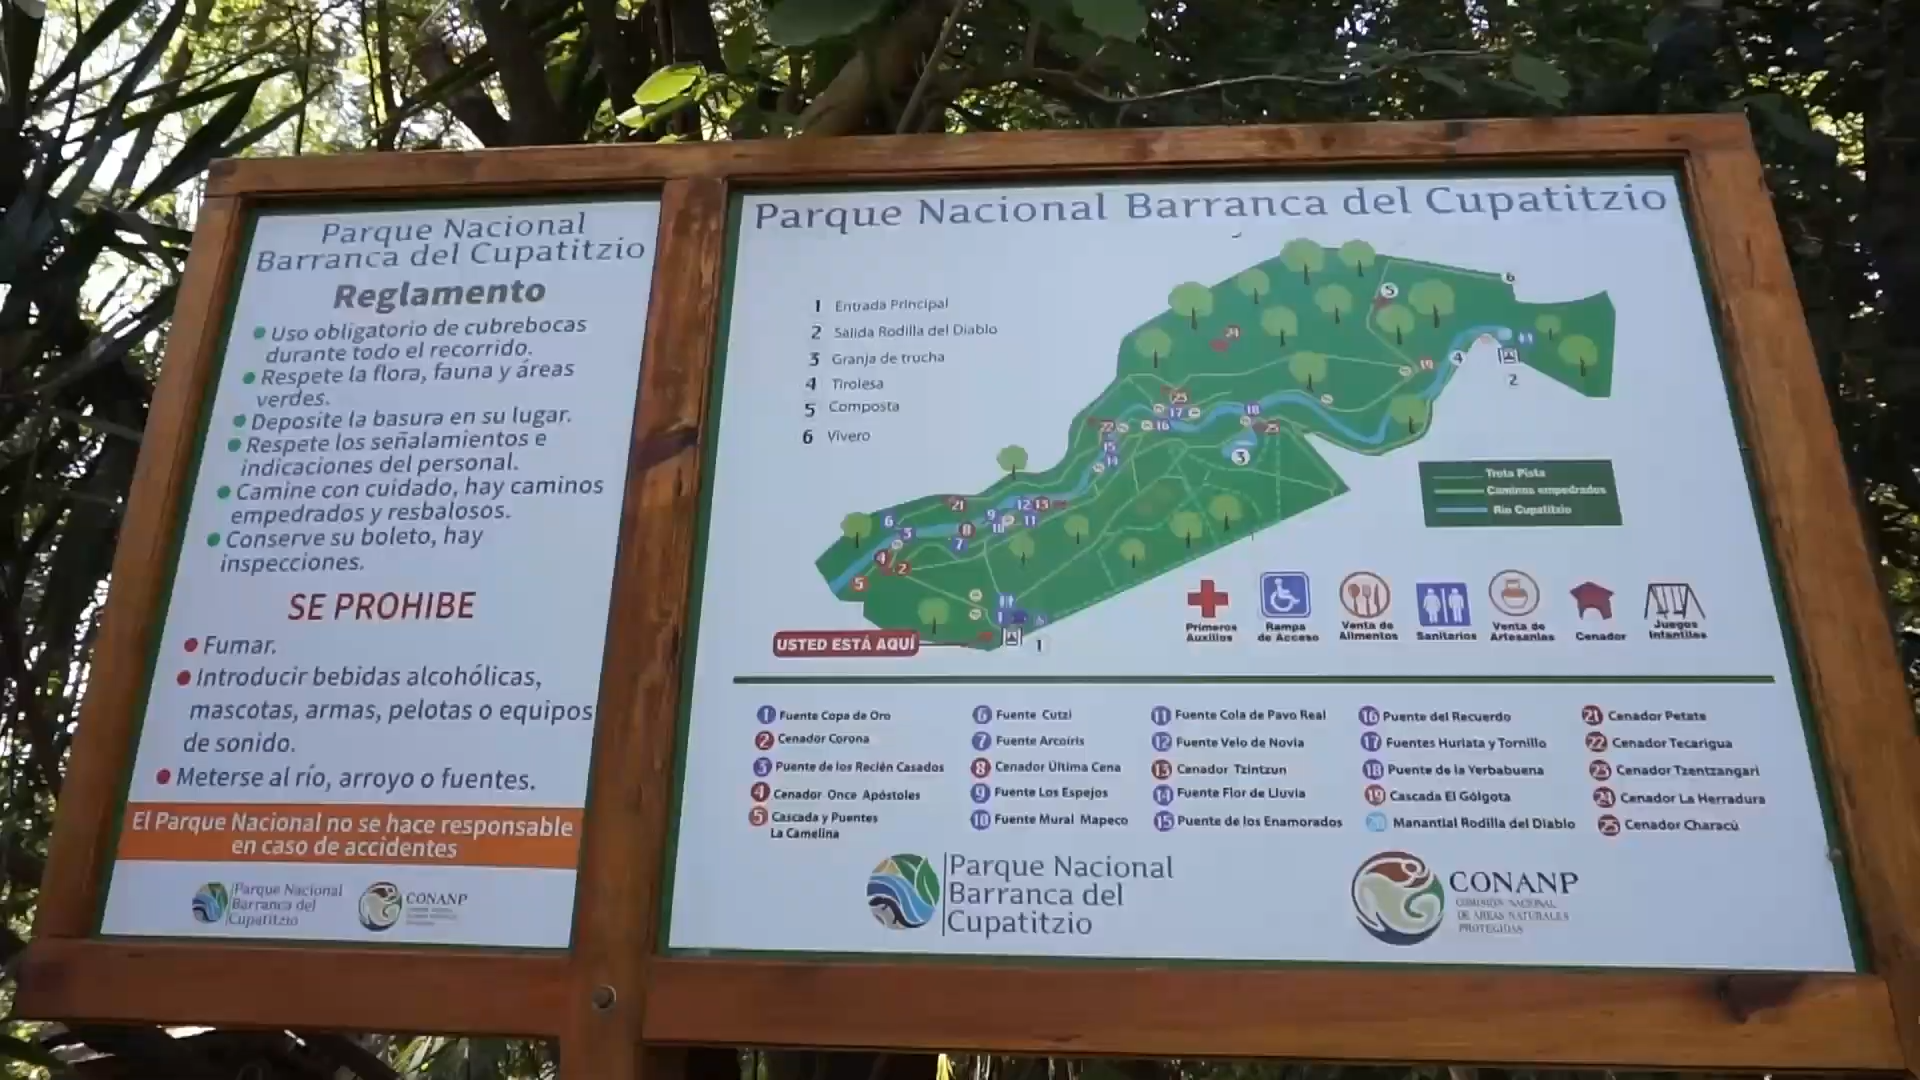 Parque Nacional
Barranca del Cupatitzio
Reglamento
Uso obligatorio de cubrebocas
durante todo el recorrido.
Respete la flora, fauna y áreas
verdes.
Deposite la basura en su lugar.
Respete los señalamientos e
indicaciones del personal.
Camine con cuidado, hay caminos
empedrados y resbalosos.
Conserve su boleto, hay
inspecciones.
SE PROHIBE
Fumar.
Introducir bebidas alcohólicas,
mascotas, armas, pelotas o equipos
de sonido.
Meterse al río, arroyo o fuentes.
El Parque Nacional no se hace responsable
en caso de accidentes
Parque Nacional
Barranca del
Cupatitzio
CONANP
Parque Nacional Barranca del Cupatitzio
1 Entrada Principal
2 Salida Rodilla del Diablo
3 Granja de trucha
4 Tirolesa
5 Composta
6 Vivero
Trota Pista
Caminos empedrados
Río Cupatitzio
USTED ESTÁ AQUÍ
1
2
3
4
5
6
Primeros
Auxilios
Rampa
de Acceso
Venta de
Alimentos
Sanitarios
Venta de
Artesanías
Cenador
Juegos
Infantiles
1 Fuente Copa de Oro
2 Cenador Corona
3 Puente de los Recién Casados
4 Cenador Once Apóstoles
5 Cascada y Puentes
La Camelina
6 Fuente Cutzi
7 Fuente Arcoíris
8 Cenador Última Cena
9 Fuente Los Espejos
10 Fuente Mural Mapeco
11 Fuente Cola de Pavo Real
12 Fuente Velo de Novia
13 Cenador Tzintzun
14 Fuente Flor de Lluvia
15 Puente de los Enamorados
16 Puente del Recuerdo
17 Fuentes Huriata y Tornillo
18 Puente de la Yerbabuena
19 Cascada El Gólgota
20 Manantial Rodilla del Diablo
21 Cenador Petate
22 Cenador Tecarigua
23 Cenador Tzentzangari
24 Cenador La Herradura
25 Cenador Characú
Parque Nacional
Barranca del
Cupatitzio
CONANP
COMISIÓN NACIONAL
DE ÁREAS NATURALES
PROTEGIDAS